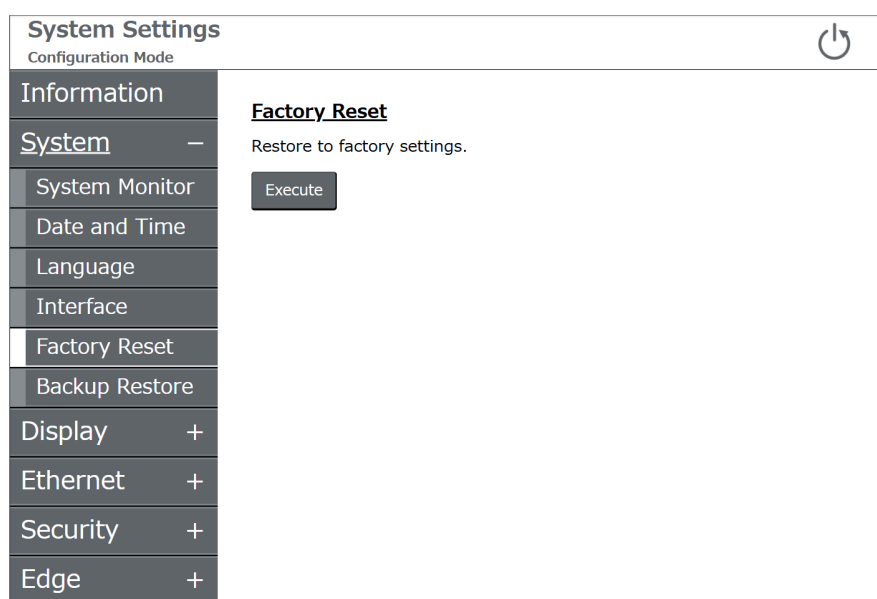 System Settings
Configuration Mode
Information
System −
System Monitor
Date and Time
Language
Interface
Factory Reset
Backup Restore
Display +
Ethernet +
Security +
Edge +
Factory Reset
Restore to factory settings.
Execute